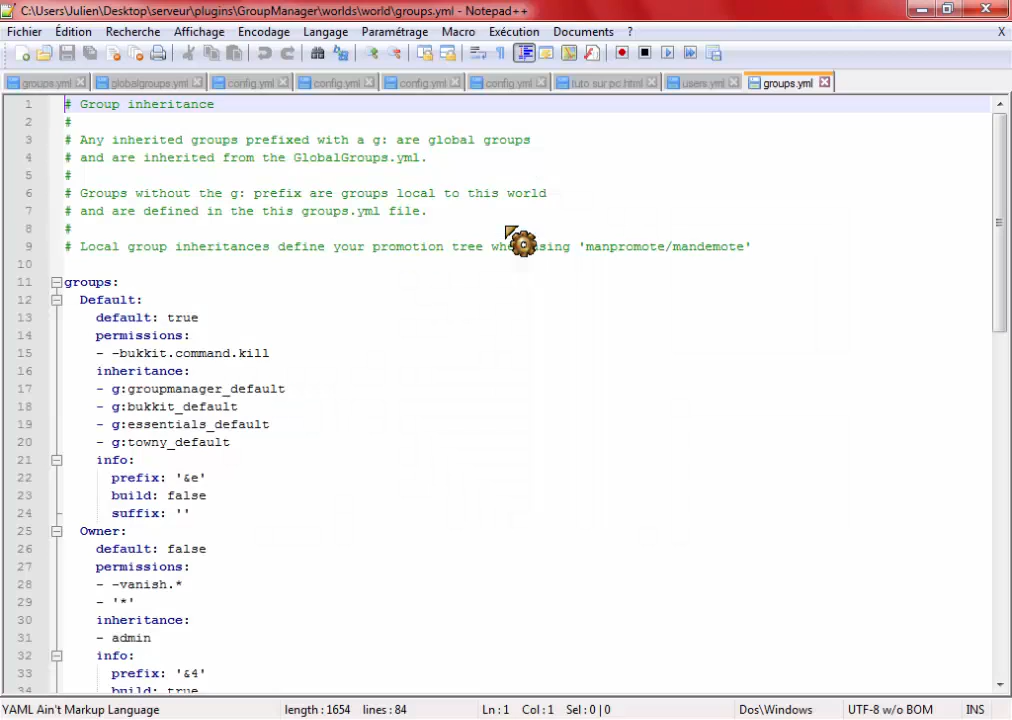 C:\Users\Julien\Desktop\serveur\plugins\GroupManager\worlds\world\groups.yml - Notepad++
Fichier Édition Recherche Affichage Encodage Langage Paramétrage Macro Exécution Documents ? X
groups.yml globalgroups.yml config.yml config.yml config.yml config.yml tuto sur pc.html users.yml groups.yml
1 # Group inheritance
2 #
3 # Any inherited groups prefixed with a g: are global groups
4 # and are inherited from the GlobalGroups.yml.
5 #
6 # Groups without the g: prefix are groups local to this world
7 # and are defined in the this groups.yml file.
8 #
9 # Local group inheritances define your promotion tree when using 'manpromote/mandemote'
10
11 groups:
12 Default:
13 default: true
14 permissions:
15 - -bukkit.command.kill
16 inheritance:
17 - g:groupmanager_default
18 - g:bukkit_default
19 - g:essentials_default
20 - g:towny_default
21 info:
22 prefix: '&e'
23 build: false
24 suffix: ''
25 Owner:
26 default: false
27 permissions:
28 - -vanish.*
29 - '*'
30 inheritance:
31 - admin
32 info:
33 prefix: '&4'
34 build: true
YAML Ain't Markup Language length : 1654 lines : 84 Ln : 1 Col : 1 Sel : 0 | 0 Dos\Windows UTF-8 w/o BOM INS